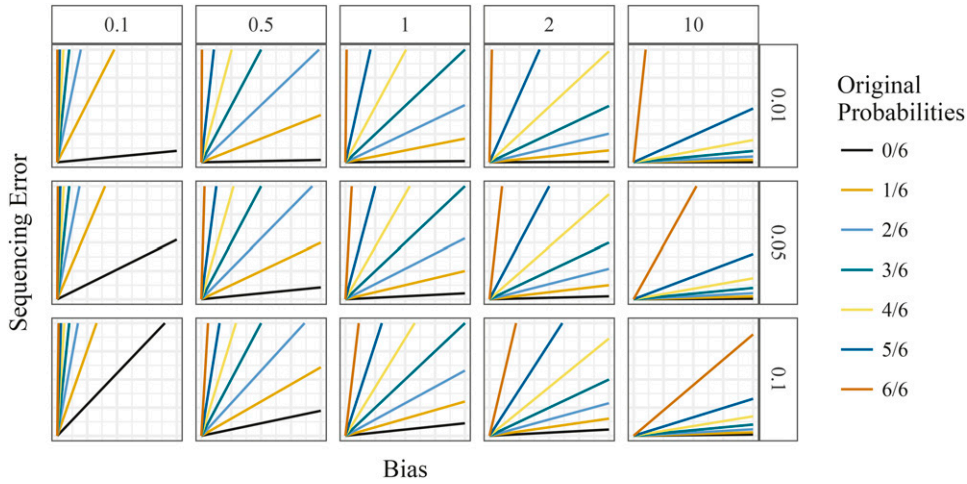 0.1 0.5 1 2 10
0.01
0.05
0.1
Sequencing Error
Bias
Original
Probabilities
0/6
1/6
2/6
3/6
4/6
5/6
6/6